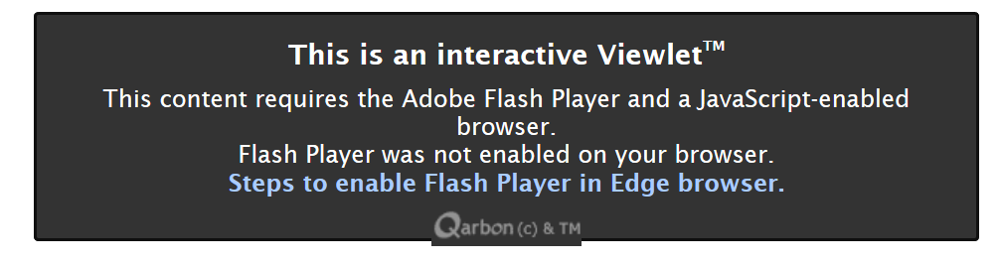 This is an interactive Viewlet™
This content requires the Adobe Flash Player and a JavaScript-enabled
browser.
Flash Player was not enabled on your browser.
Steps to enable Flash Player in Edge browser.
Qarbon (c) & TM